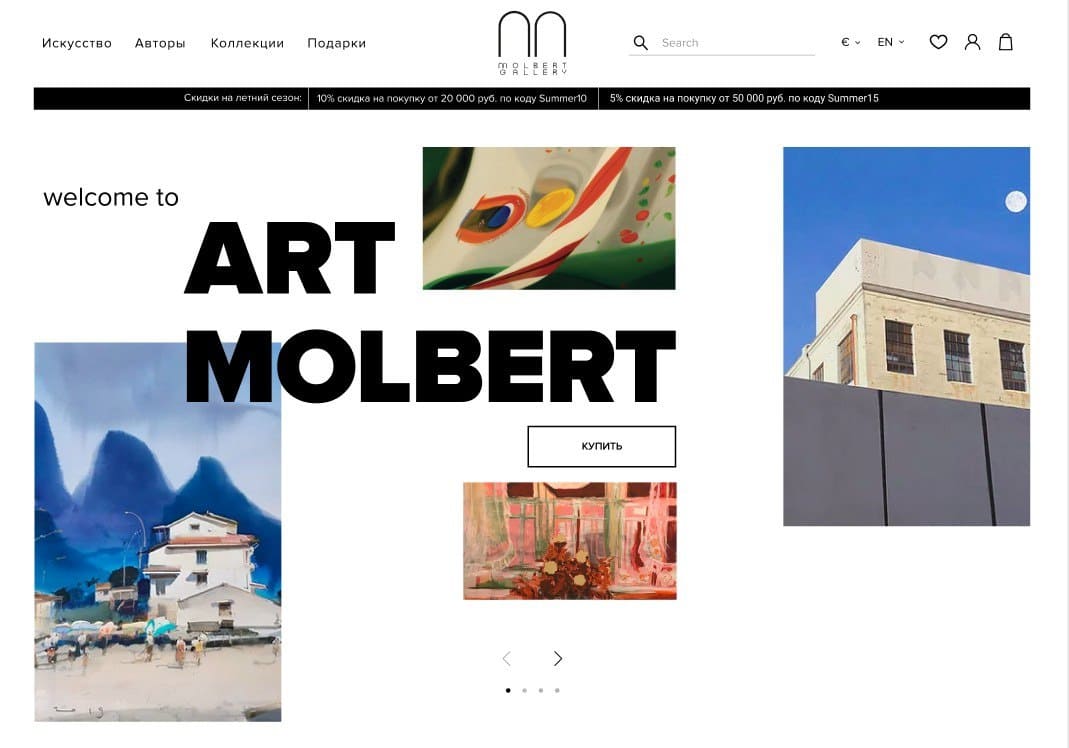 Искусство Авторы Коллекции Подарки
MOLBERT
GALLERY
Search
€ EN
Скидки на летний сезон: 10% скидка на покупку от 20 000 руб. по коду Summer10 5% скидка на покупку от 50 000 руб. по коду Summer15
welcome to
ART
MOLBERT
КУПИТЬ